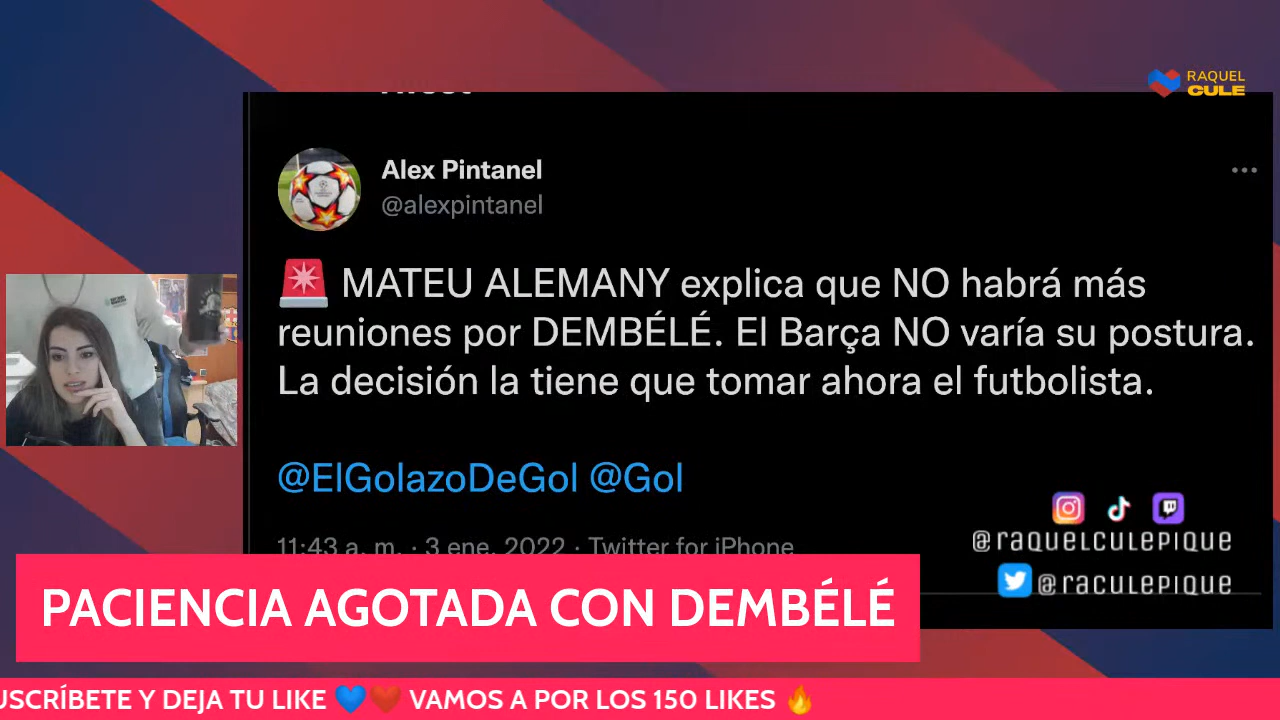 RAQUEL
CULE
Alex Pintanel
@alexpintanel
MATEU ALEMANY explica que NO habrá más
reuniones por DEMBÉLÉ. El Barça NO varía su postura.
La decisión la tiene que tomar ahora el futbolista.
@ElGolazoDeGol @Gol
11:43 a. m. · 3 ene. 2022 · Twitter for iPhone
@raquelculepique
@raculepique
PACIENCIA AGOTADA CON DEMBÉLÉ
USCRÍBETE Y DEJA TU LIKE 💙❤️ VAMOS A POR LOS 150 LIKES 🔥